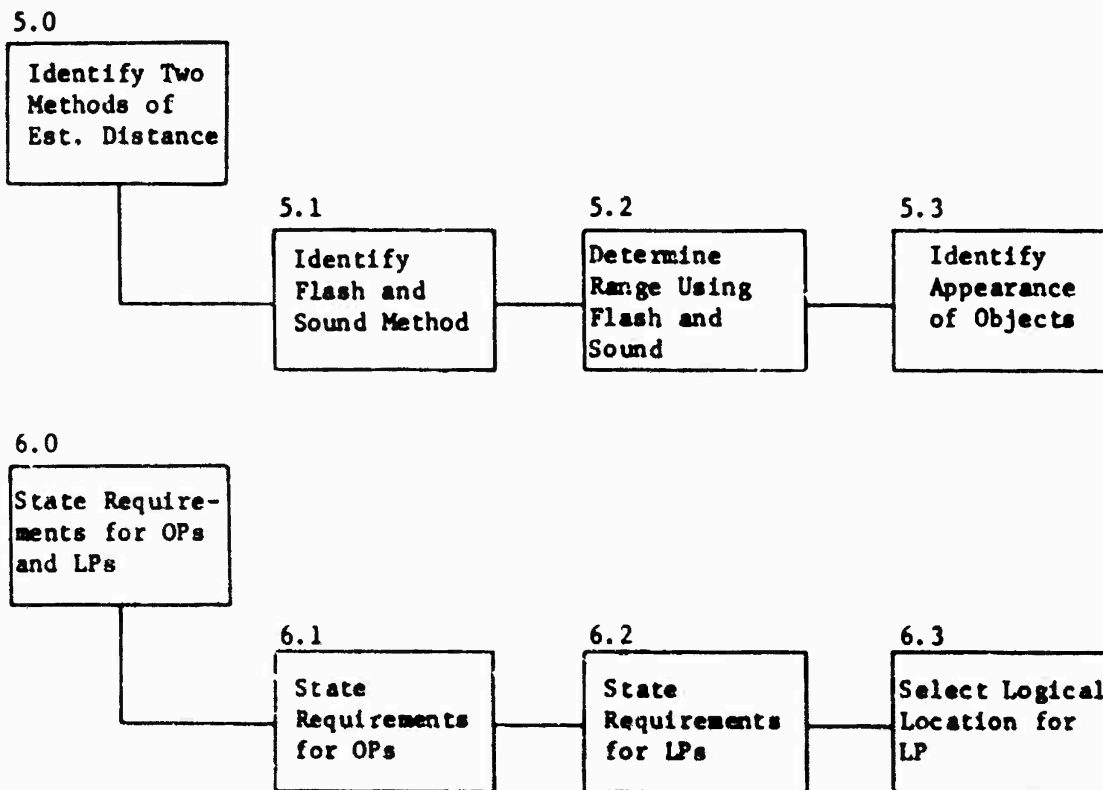 5.0
Identify Two
Methods of
Est. Distance
5.1
Identify
Flash and
Sound Method
5.2
Determine
Range Using
Flash and
Sound
5.3
Identify
Appearance
of Objects
6.0
State Require-
ments for OPs
and LPs
6.1
State
Requirements
for OPs
6.2
State
Requirements
for LPs
6.3
Select Logical
Location for
LP